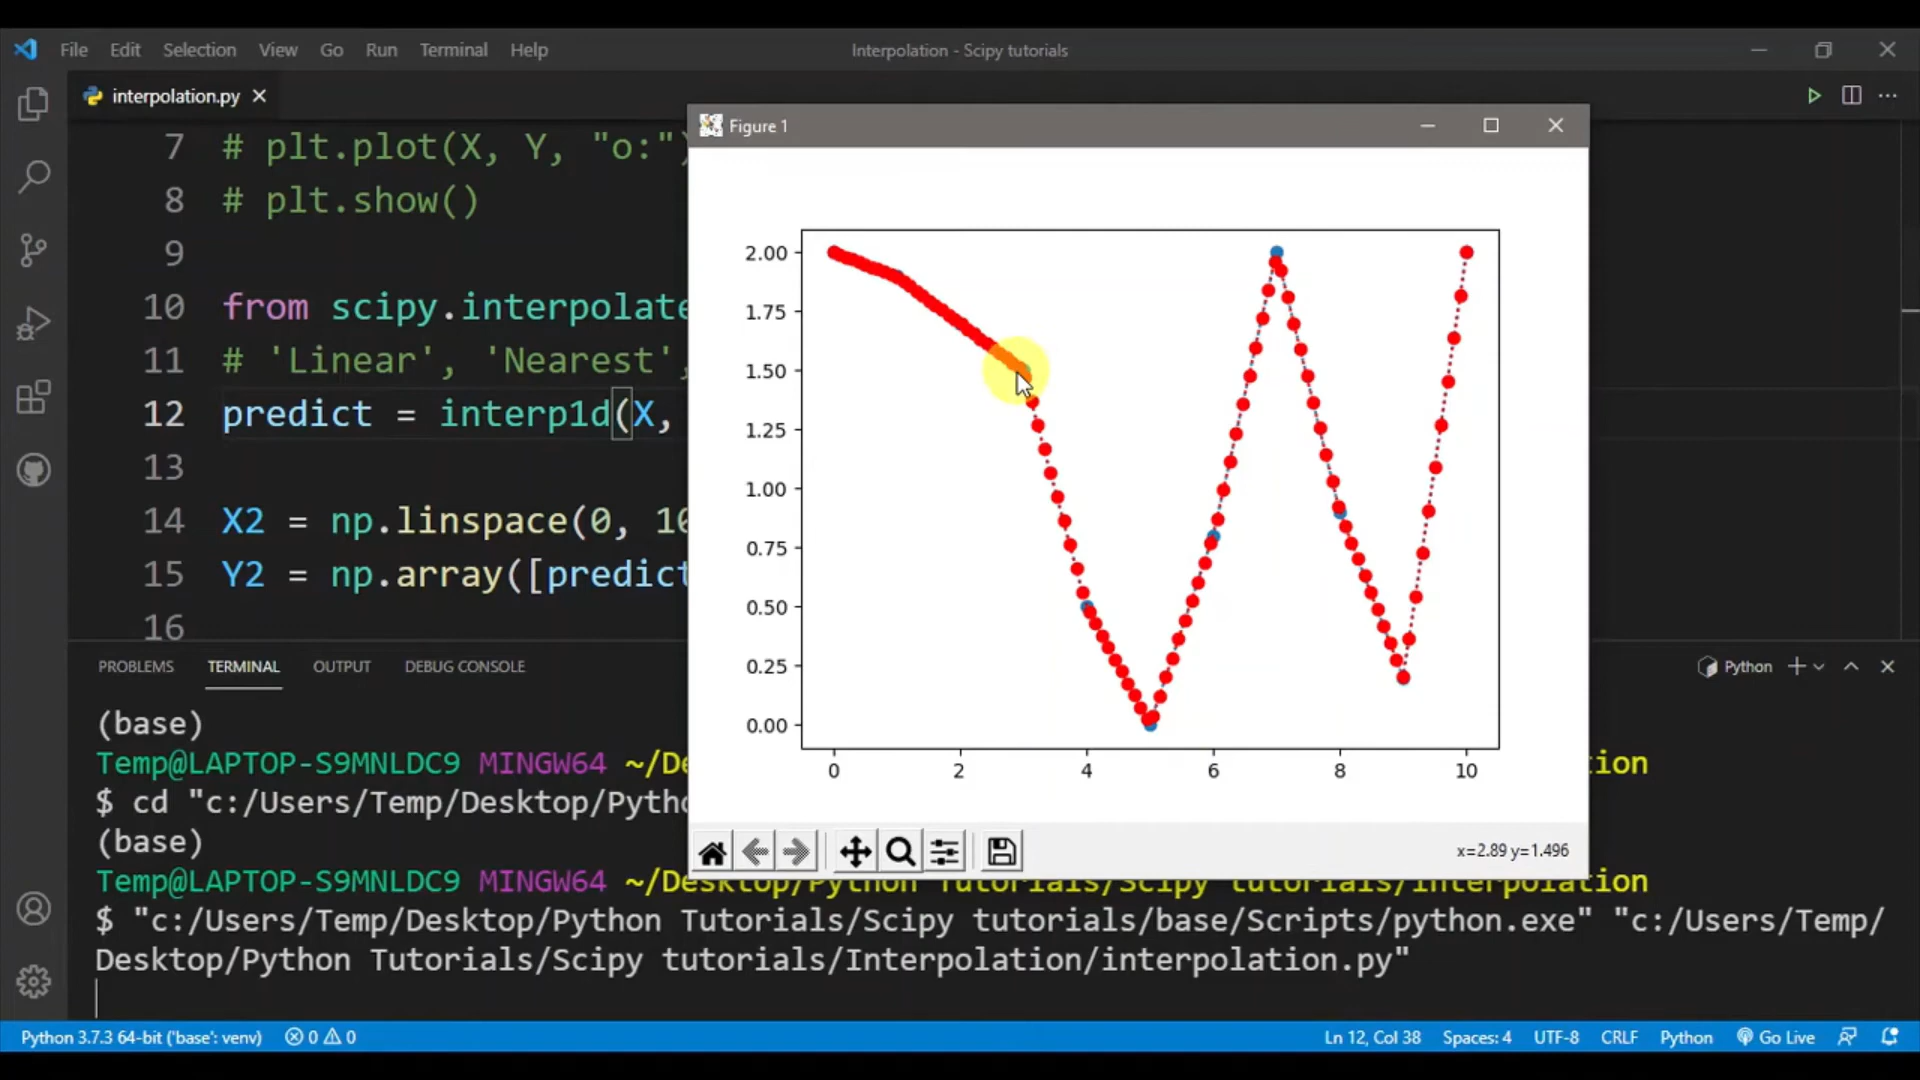 File Edit Selection View Go Run Terminal Help
Interpolation - Scipy tutorials
interpolation.py
7 # plt.plot(X, Y, "o:")
8 # plt.show()
9
10 from scipy.interpolate
11 # 'Linear', 'Nearest',
12 predict = interp1d(X,
13
14 X2 = np.linspace(0, 10
15 Y2 = np.array([predict
16
Figure 1
2.00
1.75
1.50
1.25
1.00
0.75
0.50
0.25
0.00
0 2 4 6 8 10
x=2.89 y=1.496
PROBLEMS TERMINAL OUTPUT DEBUG CONSOLE
Python
(base)
Temp@LAPTOP-S9MNLDC9 MINGW64 ~/De tion
$ cd "c:/Users/Temp/Desktop/Pytho
(base)
Temp@LAPTOP-S9MNLDC9 MINGW64 ~/Desktop/Python Tutorials/Scipy tutorials/Interpolation
$ "c:/Users/Temp/Desktop/Python Tutorials/Scipy tutorials/base/Scripts/python.exe" "c:/Users/Temp/
Desktop/Python Tutorials/Scipy tutorials/Interpolation/interpolation.py"
Python 3.7.3 64-bit ('base': venv) 0 0 Ln 12, Col 38 Spaces: 4 UTF-8 CRLF Python Go Live